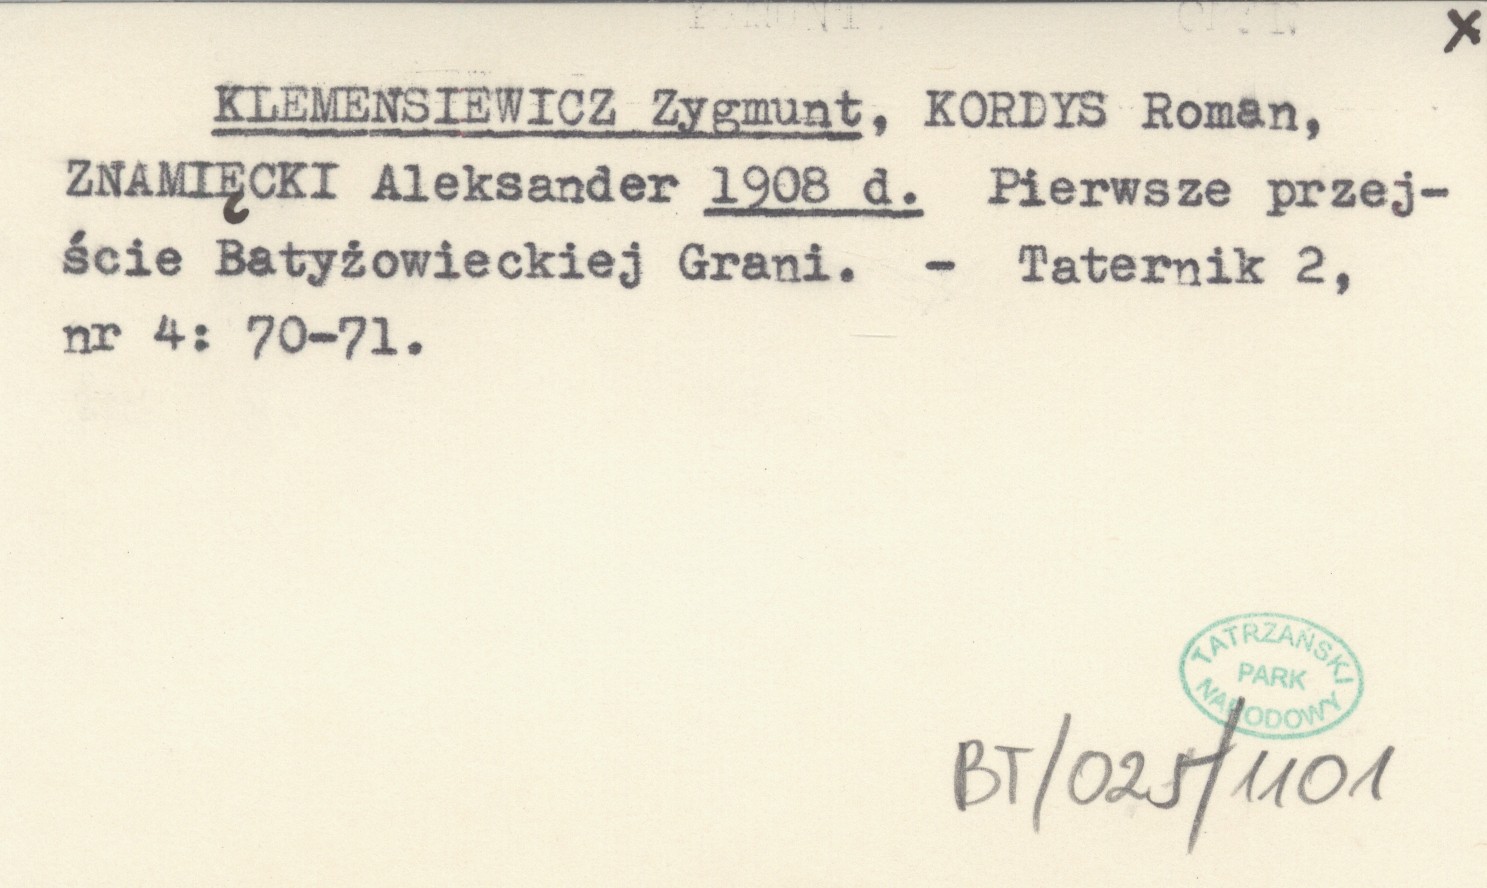 x
KLEMENSIEWICZ Zygmunt, KORDYS Roman,
ZNAMIĘCKI Aleksander 1908 d. Pierwsze przej-
ście Batyżowieckiej Grani. - Taternik 2,
nr 4: 70-71.
TATRZAŃSKI
PARK
NARODOWY
BT/025/1101